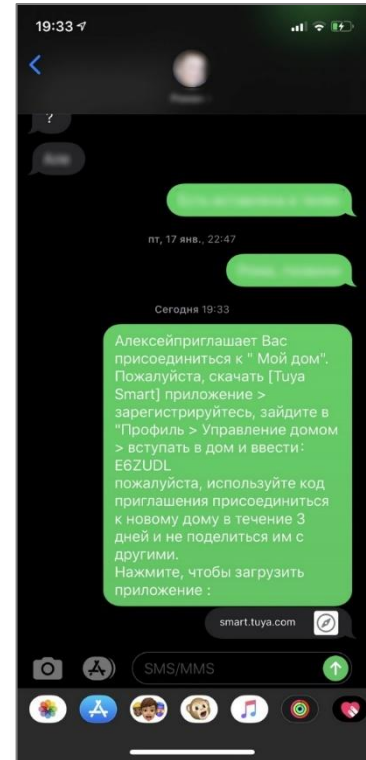 19:33
?
пт, 17 янв., 22:47
Сегодня 19:33
Алексейприглашает Вас
присоединиться к " Мой дом".
Пожалуйста, скачать [Tuya
Smart] приложение >
зарегистрируйтесь, зайдите в
"Профиль > Управление домом
> вступать в дом и ввести:
E6ZUDL
пожалуйста, используйте код
приглашения присоединиться
к новому дому в течение 3
дней и не поделиться им с
другими.
Нажмите, чтобы загрузить
приложение :
smart.tuya.com
SMS/MMS